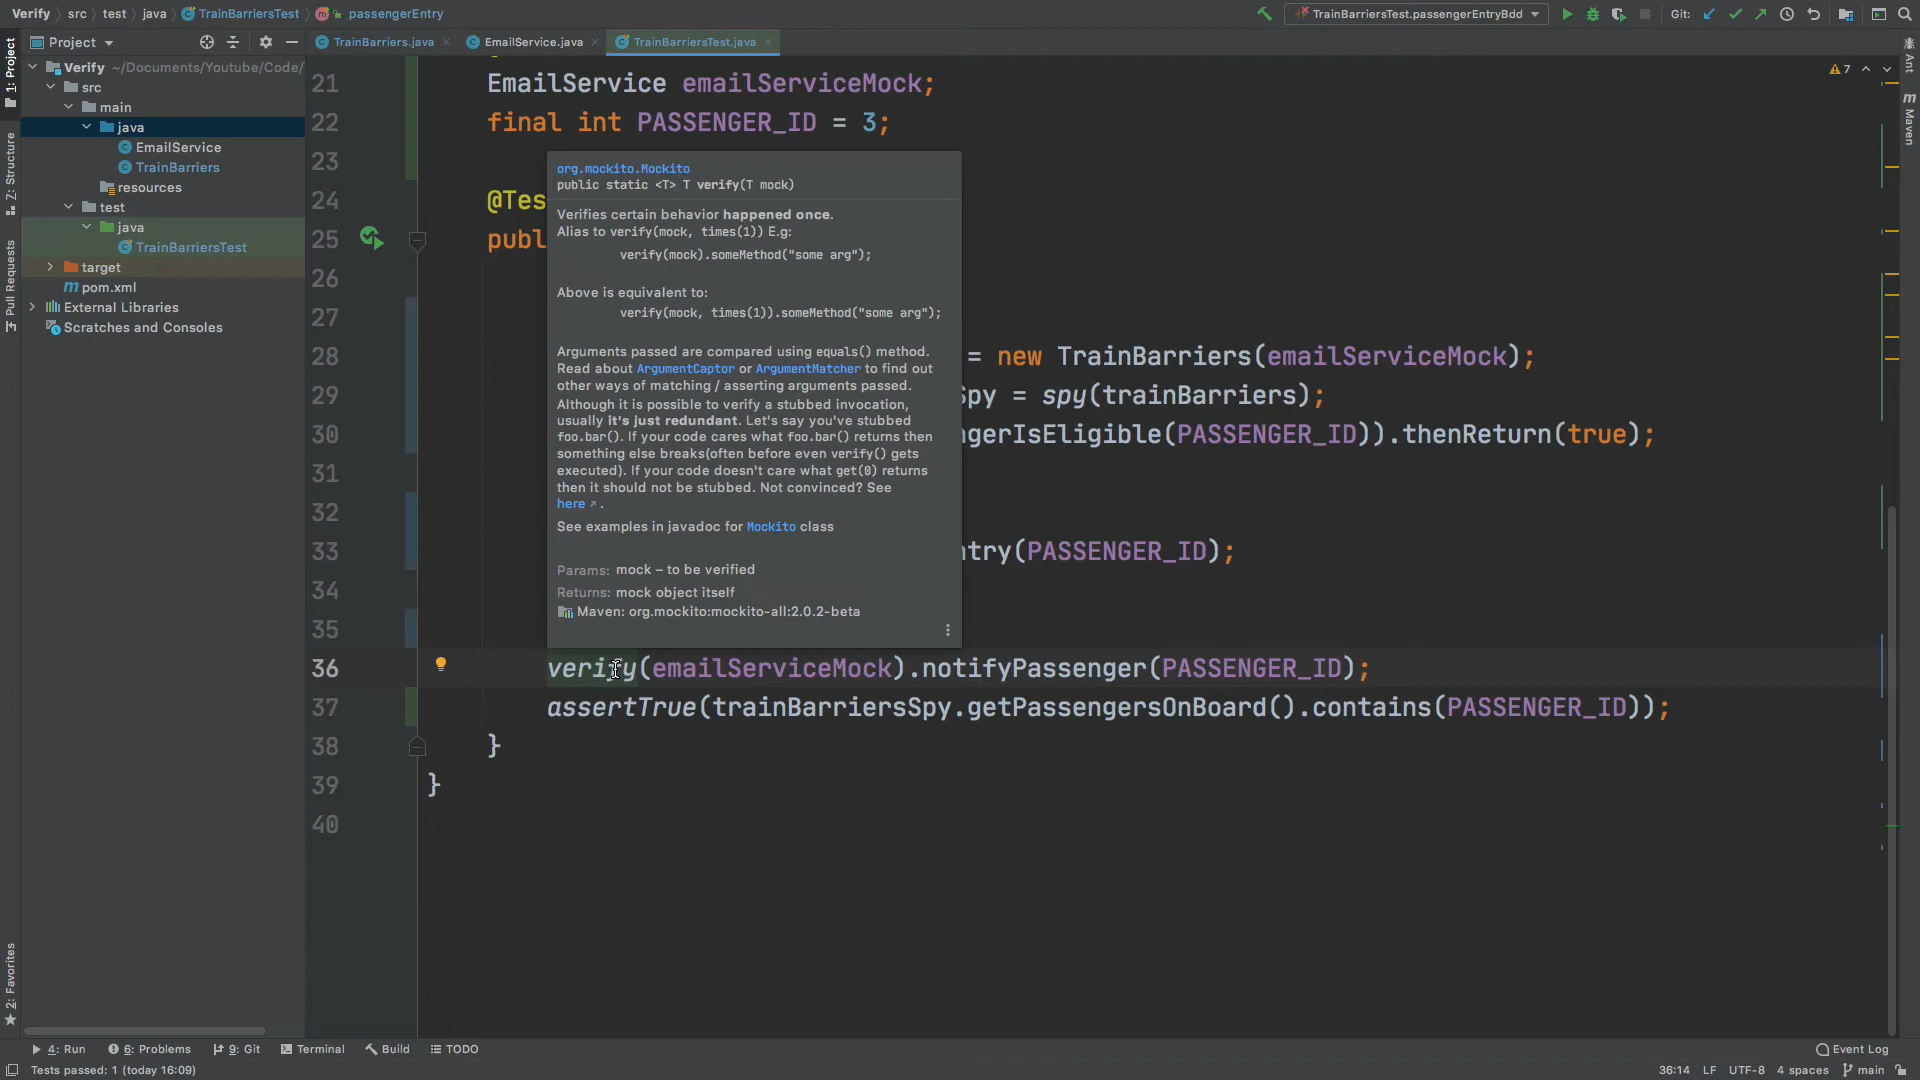 Verify src test java TrainBarriersTest passengerEntry TrainBarriersTest.passengerEntryBdd Git:
Project TrainBarriers.java EmailService.java TrainBarriersTest.java
1: Project
Z: Structure
Pull Requests
2: Favorites
Ant
Maven
Verify ~/Documents/Youtube/Code/
src
main
java
EmailService
TrainBarriers
resources
test
java
TrainBarriersTest
target
pom.xml
External Libraries
Scratches and Consoles
7
21 EmailService emailServiceMock;
22 final int PASSENGER_ID = 3;
23
24 @Tes
25 publ
26
27
28 = new TrainBarriers(emailServiceMock);
29 Spy = spy(trainBarriers);
30 ngerIsEligible(PASSENGER_ID)).thenReturn(true);
31
32
33 ntry(PASSENGER_ID);
34
35
36 verify(emailServiceMock).notifyPassenger(PASSENGER_ID);
37 assertTrue(trainBarriersSpy.getPassengersOnBoard().contains(PASSENGER_ID));
38 }
39 }
40
org.mockito.Mockito
public static <T> T verify(T mock)
Verifies certain behavior happened once.
Alias to verify(mock, times(1)) E.g:
verify(mock).someMethod("some arg");
Above is equivalent to:
verify(mock, times(1)).someMethod("some arg");
Arguments passed are compared using equals() method.
Read about ArgumentCaptor or ArgumentMatcher to find out
other ways of matching / asserting arguments passed.
Although it is possible to verify a stubbed invocation,
usually it's just redundant. Let's say you've stubbed
foo.bar(). If your code cares what foo.bar() returns then
something else breaks(often before even verify() gets
executed). If your code doesn't care what get(0) returns
then it should not be stubbed. Not convinced? See
here .
See examples in javadoc for Mockito class
Params: mock – to be verified
Returns: mock object itself
Maven: org.mockito:mockito-all:2.0.2-beta
4: Run 6: Problems 9: Git Terminal Build TODO Event Log
Tests passed: 1 (today 16:09) 36:14 LF UTF-8 4 spaces main